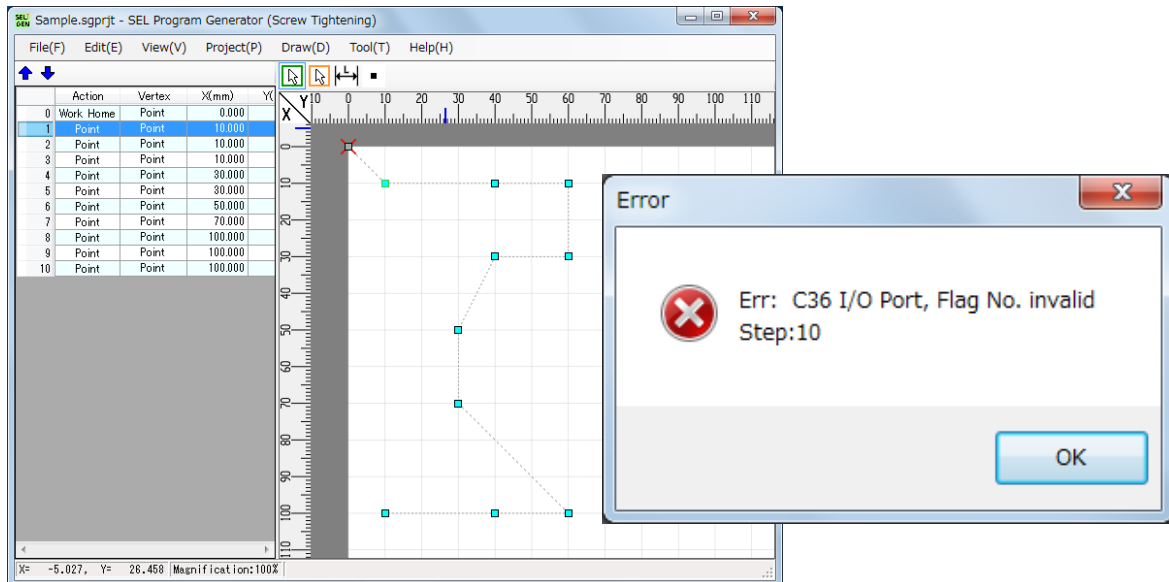 SEL GEN Sample.sgprjt - SEL Program Generator (Screw Tightening)
File(F) Edit(E) View(V) Project(P) Draw(D) Tool(T) Help(H)
L
Action Vertex X(mm) Y(
0 Work Home Point 0.000
1 Point Point 10.000
2 Point Point 10.000
3 Point Point 10.000
4 Point Point 30.000
5 Point Point 30.000
6 Point Point 50.000
7 Point Point 70.000
8 Point Point 100.000
9 Point Point 100.000
10 Point Point 100.000
Y 10 0 10 20 30 40 50 60 70 80 90 100 110
X
0
10
20
30
40
50
60
70
80
90
100
110
X= -5.027, Y= 26.458 Magnification:100%
Error
Err: C36 I/O Port, Flag No. invalid
Step:10
OK